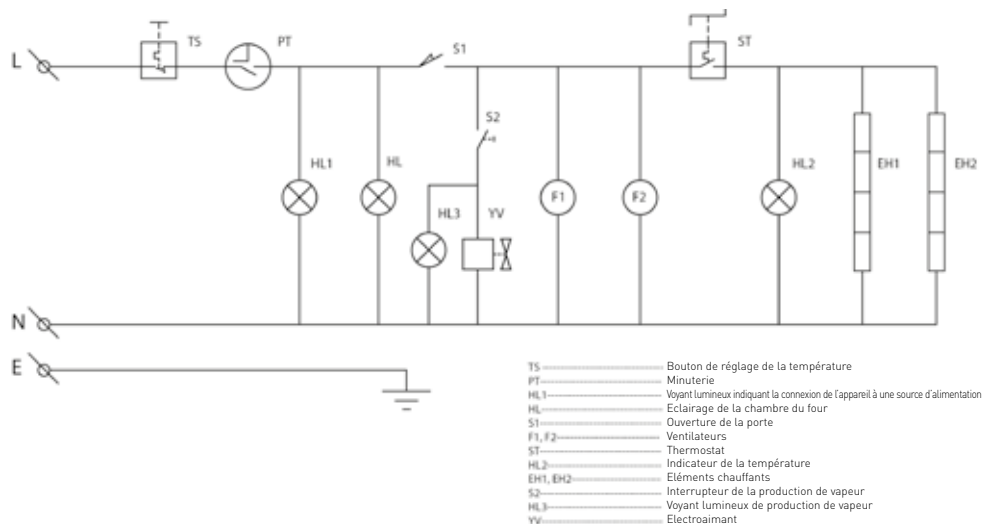 TS PT S1 ST
L
S2
HL1 HL HL2 EH1 EH2
F1 F2
HL3 YV
N
E
TS Bouton de réglage de la température
PT Minuterie
HL1 Voyant lumineux indiquant la connexion de l'appareil à une source d'alimentation
HL Eclairage de la chambre du four
S1 Ouverture de la porte
F1, F2 Ventilateurs
ST Thermostat
HL2 Indicateur de la température
EH1, EH2 Eléments chauffants
S2 Interrupteur de la production de vapeur
HL3 Voyant lumineux de production de vapeur
YV Electroaimant